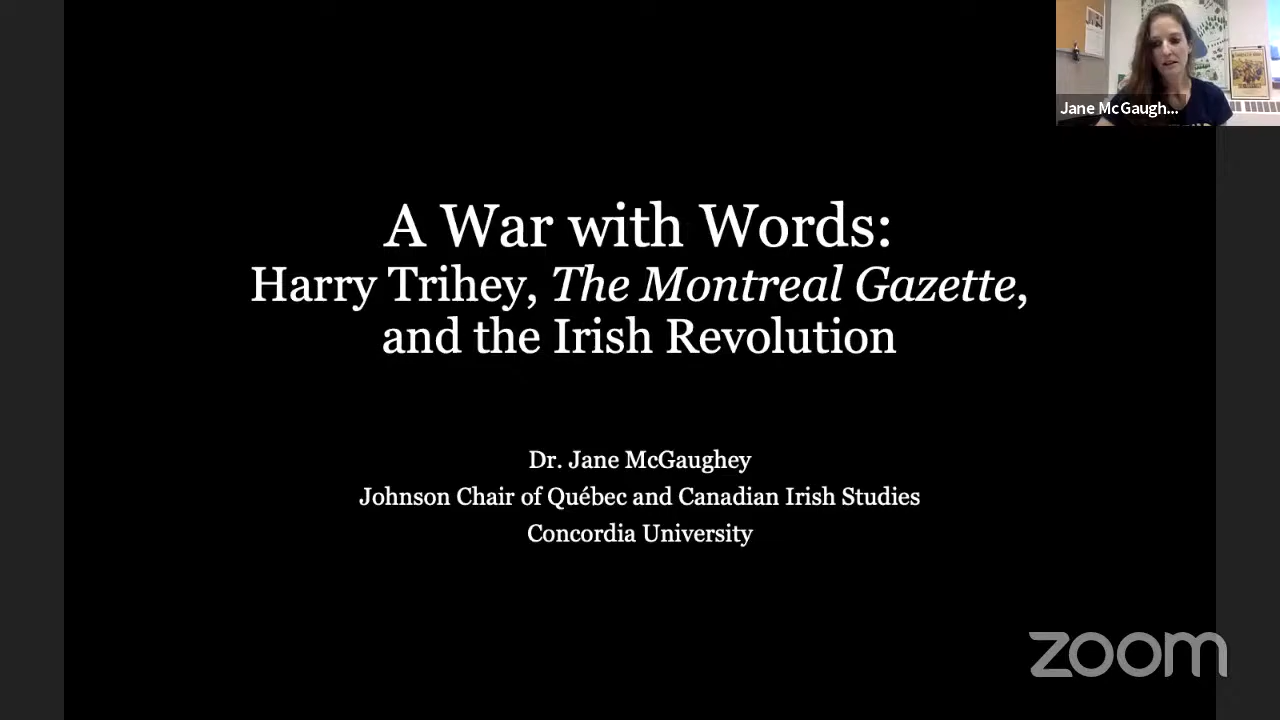 Jane McGaugh...
A War with Words:
Harry Trihey, The Montreal Gazette,
and the Irish Revolution
Dr. Jane McGaughey
Johnson Chair of Québec and Canadian Irish Studies
Concordia University
zoom